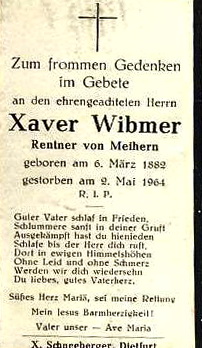 Zum frommen Gedenken
im Gebete
an den ehrengeachteten Herrn
Xaver Wibmer
Rentner von Meihern
geboren am 6. März 1882
gestorben am 2. Mai 1964
R. I. P.
Guter Vater schlaf in Frieden,
Schlummere sanft in deiner Gruft
Ausgekämpft hast du hienieden
Schlafe bis der Herr dich ruft.
Dort in ewigen Himmelshöhen
Ohne Leid und ohne Schmerz
Werden wir dich wiedersehn
Du liebes, gutes Vaterherz.
Süßes Herz Mariä, sei meine Rettung
Mein Jesus Barmherzigkeit!
Vater unser — Ave Maria
X. Schneeberger, Dietfurt